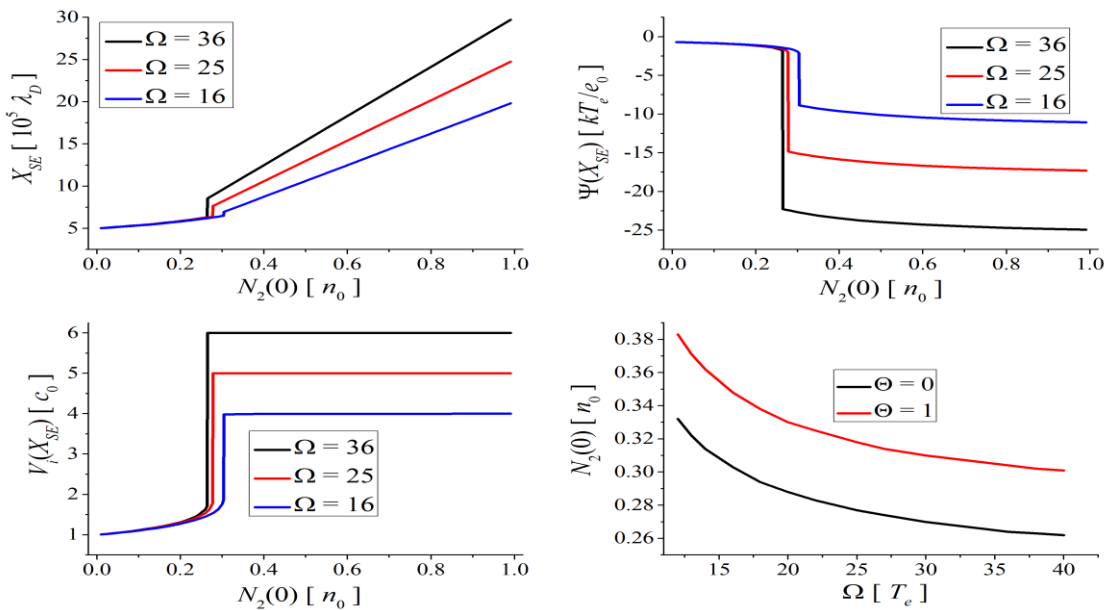 30
25
20
15
10
5
X_SE [ 10^5 λ_D ]
Ω = 36
Ω = 25
Ω = 16
0.0 0.2 0.4 0.6 0.8 1.0
N_2(0) [ n_0 ]
0
-5
-10
-15
-20
-25
Ψ(X_SE) [ kT_e/e_0 ]
Ω = 36
Ω = 25
Ω = 16
0.0 0.2 0.4 0.6 0.8 1.0
N_2(0) [ n_0 ]
6
5
4
3
2
1
V_i(X_SE) [ c_0 ]
Ω = 36
Ω = 25
Ω = 16
0.0 0.2 0.4 0.6 0.8 1.0
N_2(0) [ n_0 ]
0.38
0.36
0.34
0.32
0.30
0.28
0.26
N_2(0) [ n_0 ]
Θ = 0
Θ = 1
15 20 25 30 35 40
Ω [ T_e ]